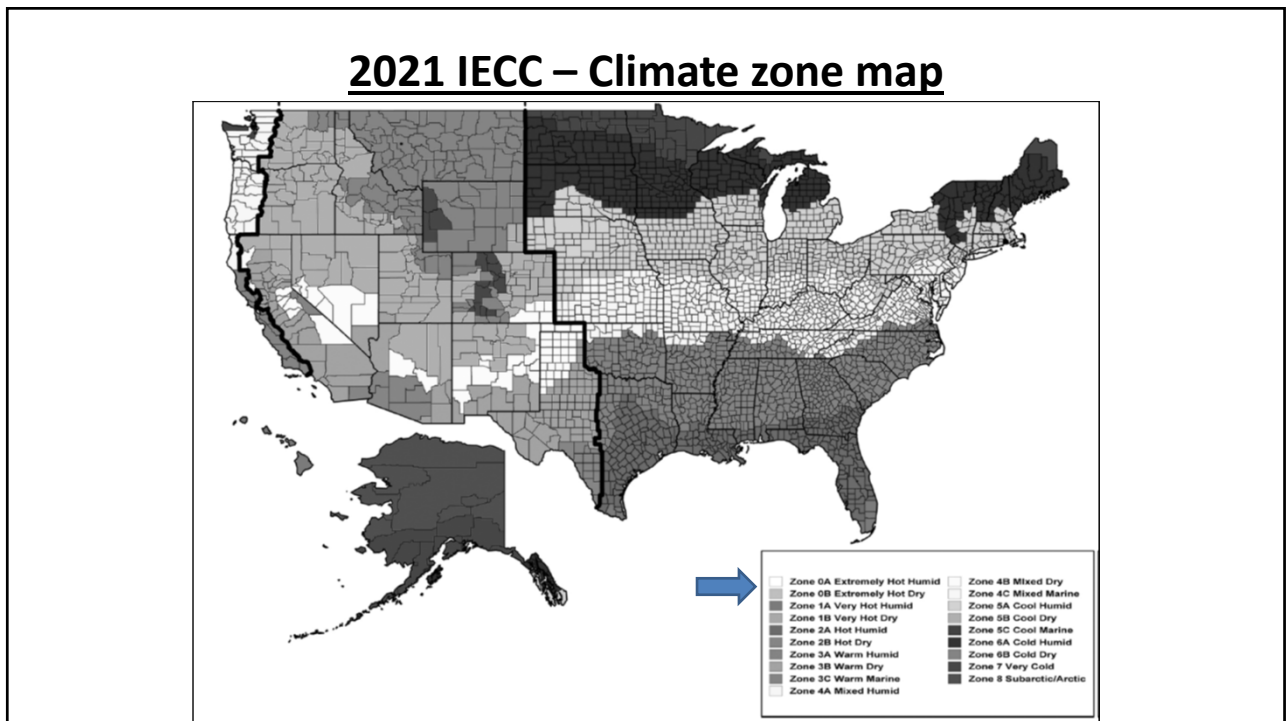 2021 IECC – Climate zone map
Zone 0A Extremely Hot Humid
Zone 0B Extremely Hot Dry
Zone 1A Very Hot Humid
Zone 1B Very Hot Dry
Zone 2A Hot Humid
Zone 2B Hot Dry
Zone 3A Warm Humid
Zone 3B Warm Dry
Zone 3C Warm Marine
Zone 4A Mixed Humid
Zone 4B Mixed Dry
Zone 4C Mixed Marine
Zone 5A Cool Humid
Zone 5B Cool Dry
Zone 5C Cool Marine
Zone 6A Cold Humid
Zone 6B Cold Dry
Zone 7 Very Cold
Zone 8 Subarctic/Arctic